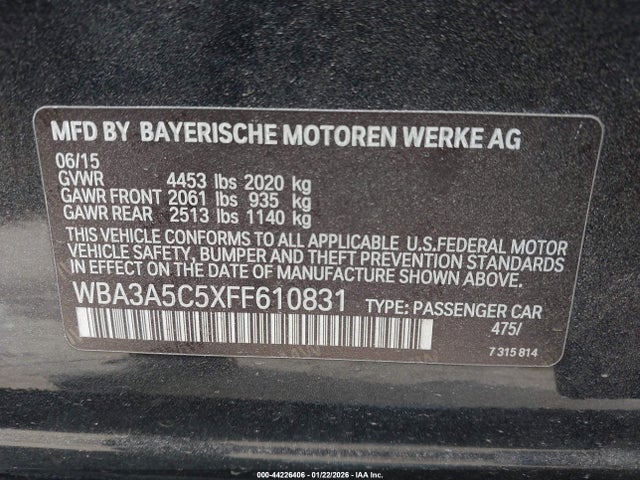 MFD BY BAYERISCHE MOTOREN WERKE AG
06/15
GVWR 4453 lbs 2020 kg
GAWR FRONT 2061 lbs 935 kg
GAWR REAR 2513 lbs 1140 kg
THIS VEHICLE CONFORMS TO ALL APPLICABLE U.S.FEDERAL MOTOR
VEHICLE SAFETY, BUMPER AND THEFT PREVENTION STANDARDS
IN EFFECT ON THE DATE OF MANUFACTURE SHOWN ABOVE.
WBA3A5C5XFF610831 TYPE: PASSENGER CAR
475/
7 315 814
000-44226406 - 01/22/2026 - IAA Inc.